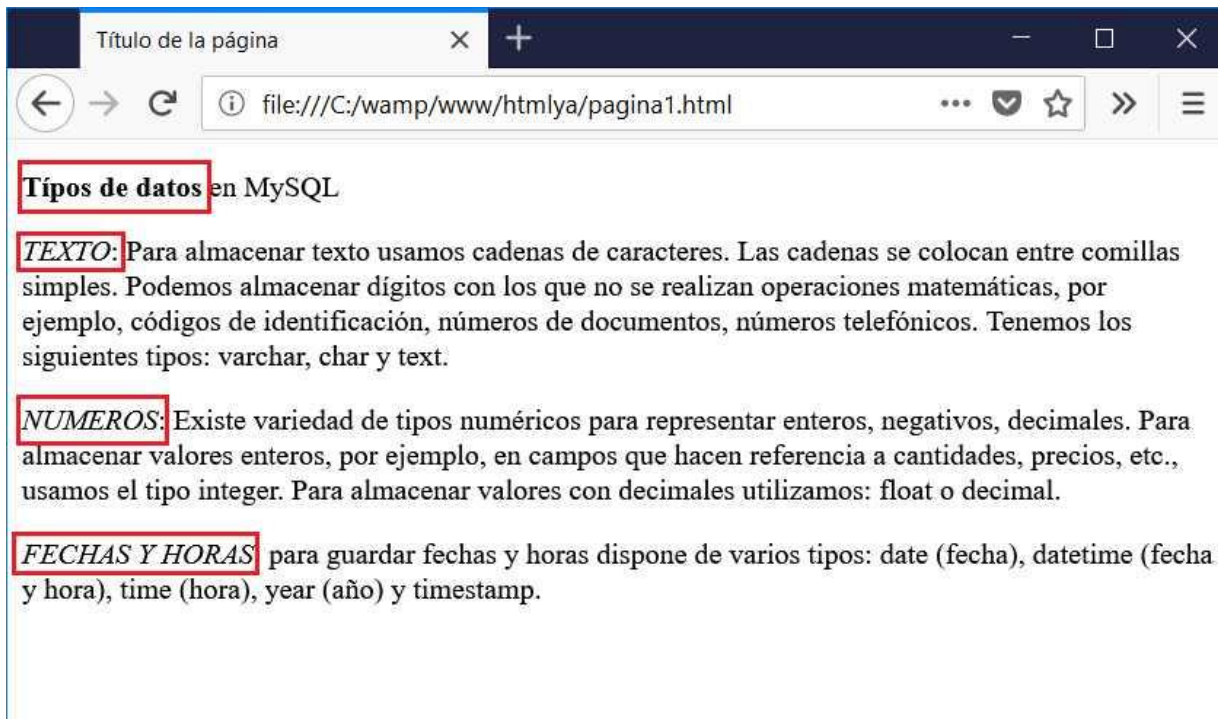 Título de la página
file:///C:/wamp/www/htmlya/pagina1.html
Típos de datos en MySQL
TEXTO: Para almacenar texto usamos cadenas de caracteres. Las cadenas se colocan entre comillas
simples. Podemos almacenar dígitos con los que no se realizan operaciones matemáticas, por
ejemplo, códigos de identificación, números de documentos, números telefónicos. Tenemos los
siguientes tipos: varchar, char y text.
NUMEROS: Existe variedad de tipos numéricos para representar enteros, negativos, decimales. Para
almacenar valores enteros, por ejemplo, en campos que hacen referencia a cantidades, precios, etc.,
usamos el tipo integer. Para almacenar valores con decimales utilizamos: float o decimal.
FECHAS Y HORAS: para guardar fechas y horas dispone de varios tipos: date (fecha), datetime (fecha
y hora), time (hora), year (año) y timestamp.